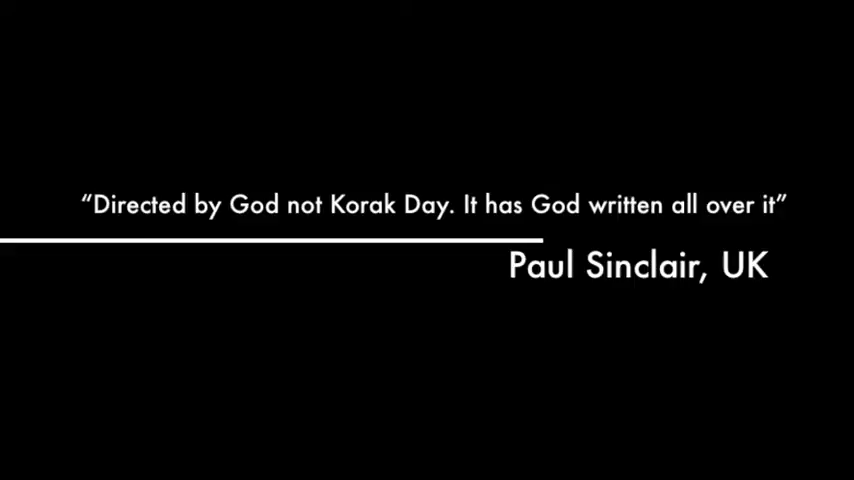 “Directed by God not Korak Day. It has God written all over it”
Paul Sinclair, UK